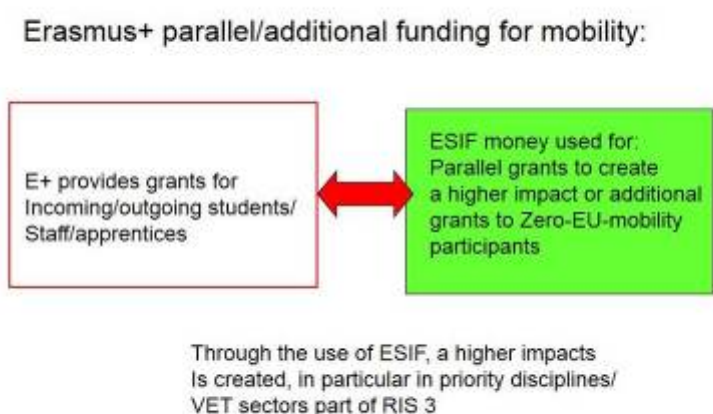 Erasmus+ parallel/additional funding for mobility:
E+ provides grants for
Incoming/outgoing students/
Staff/apprentices
ESIF money used for:
Parallel grants to create
a higher impact or additional
grants to Zero-EU-mobility
participants
Through the use of ESIF, a higher impacts
Is created, in particular in priority disciplines/
VET sectors part of RIS 3